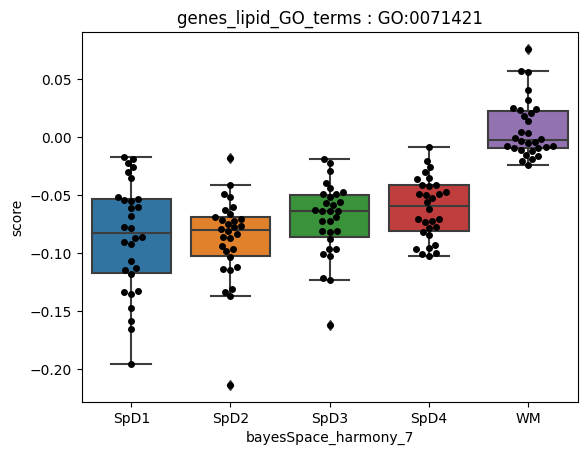 genes_lipid_GO_terms : GO:0071421
0.05
0.00
−0.05
−0.10
−0.15
−0.20
score
SpD1 SpD2 SpD3 SpD4 WM
bayesSpace_harmony_7